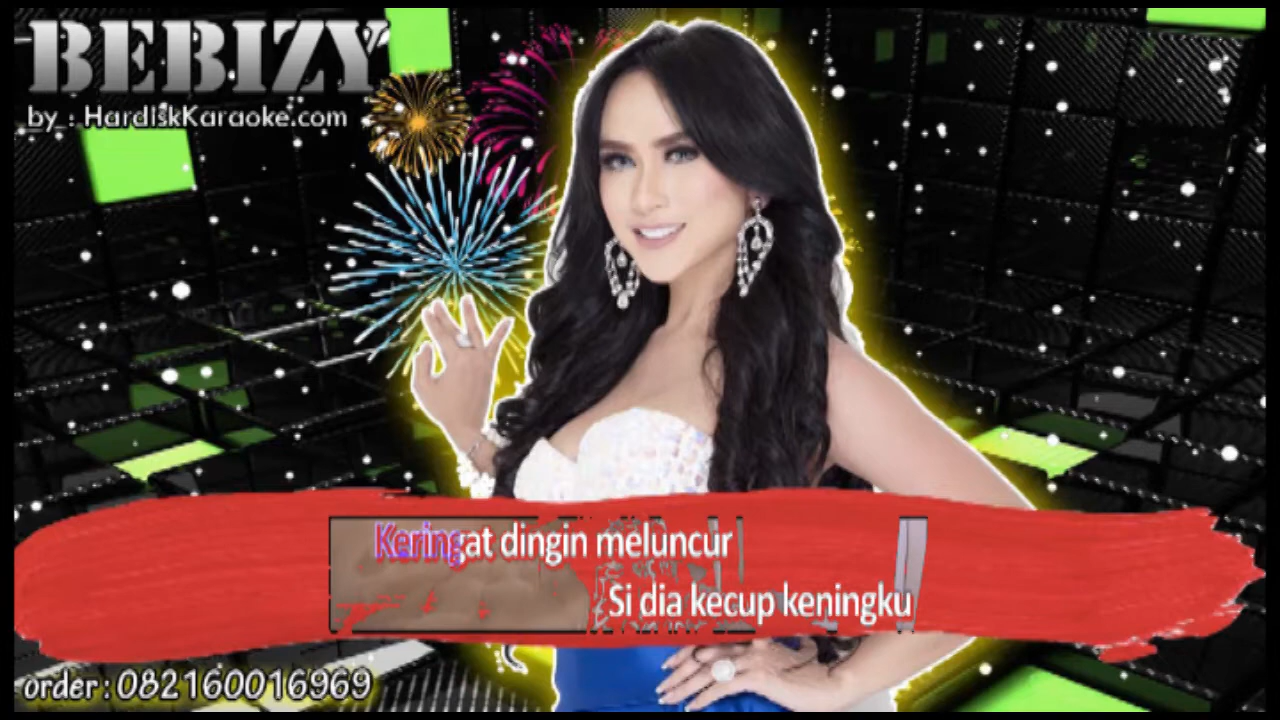 BEBIZY
by : HardiskKaraoke.com
Keringat dingin meluncur
Si dia kecup keningku
order : 082160016969